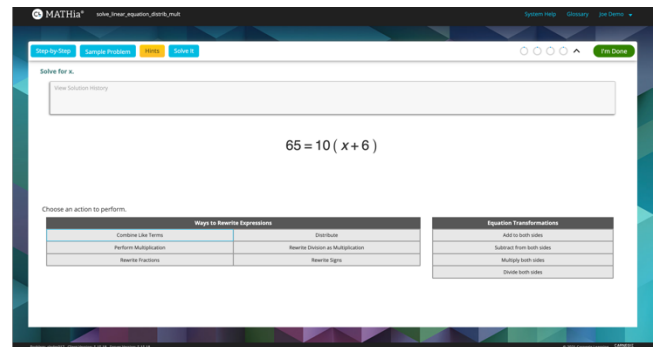 MATHia® solve_linear_equation_distrib_mult System Help Glossary Joe Demo
Step-by-Step Sample Problem Hints Solve It I'm Done
Solve for x.
View Solution History
65 = 10 ( x + 6 )
Choose an action to perform.
Ways to Rewrite Expressions
Combine Like Terms Distribute
Perform Multiplication Rewrite Division as Multiplication
Rewrite Fractions Rewrite Signs
Equation Transformations
Add to both sides
Subtract from both sides
Multiply both sides
Divide both sides